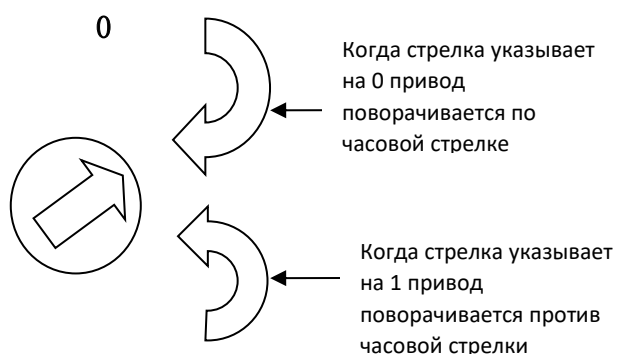 0
Когда стрелка указывает
на 0 привод
поворачивается по
часовой стрелке
Когда стрелка указывает
на 1 привод
поворачивается против
часовой стрелки